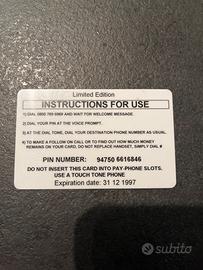 Limited Edition
INSTRUCTIONS FOR USE
1) DIAL 0800 769 6969 AND WAIT FOR WELCOME MESSAGE.
2) DIAL YOUR PIN AT THE VOICE PROMPT.
3) AT THE DIAL TONE, DIAL YOUR DESTINATION PHONE NUMBER AS USUAL.
4) TO MAKE A FOLLOW ON CALL OR TO FIND OUT HOW MUCH MONEY
REMAINS ON YOUR CARD, DO NOT REPLACE HANDSET, SIMPLY DIAL #
PIN NUMBER: 94750 6616846
DO NOT INSERT THIS CARD INTO PAY-PHONE SLOTS.
USE A TOUCH TONE PHONE
Expiration date: 31 12 1997
subito